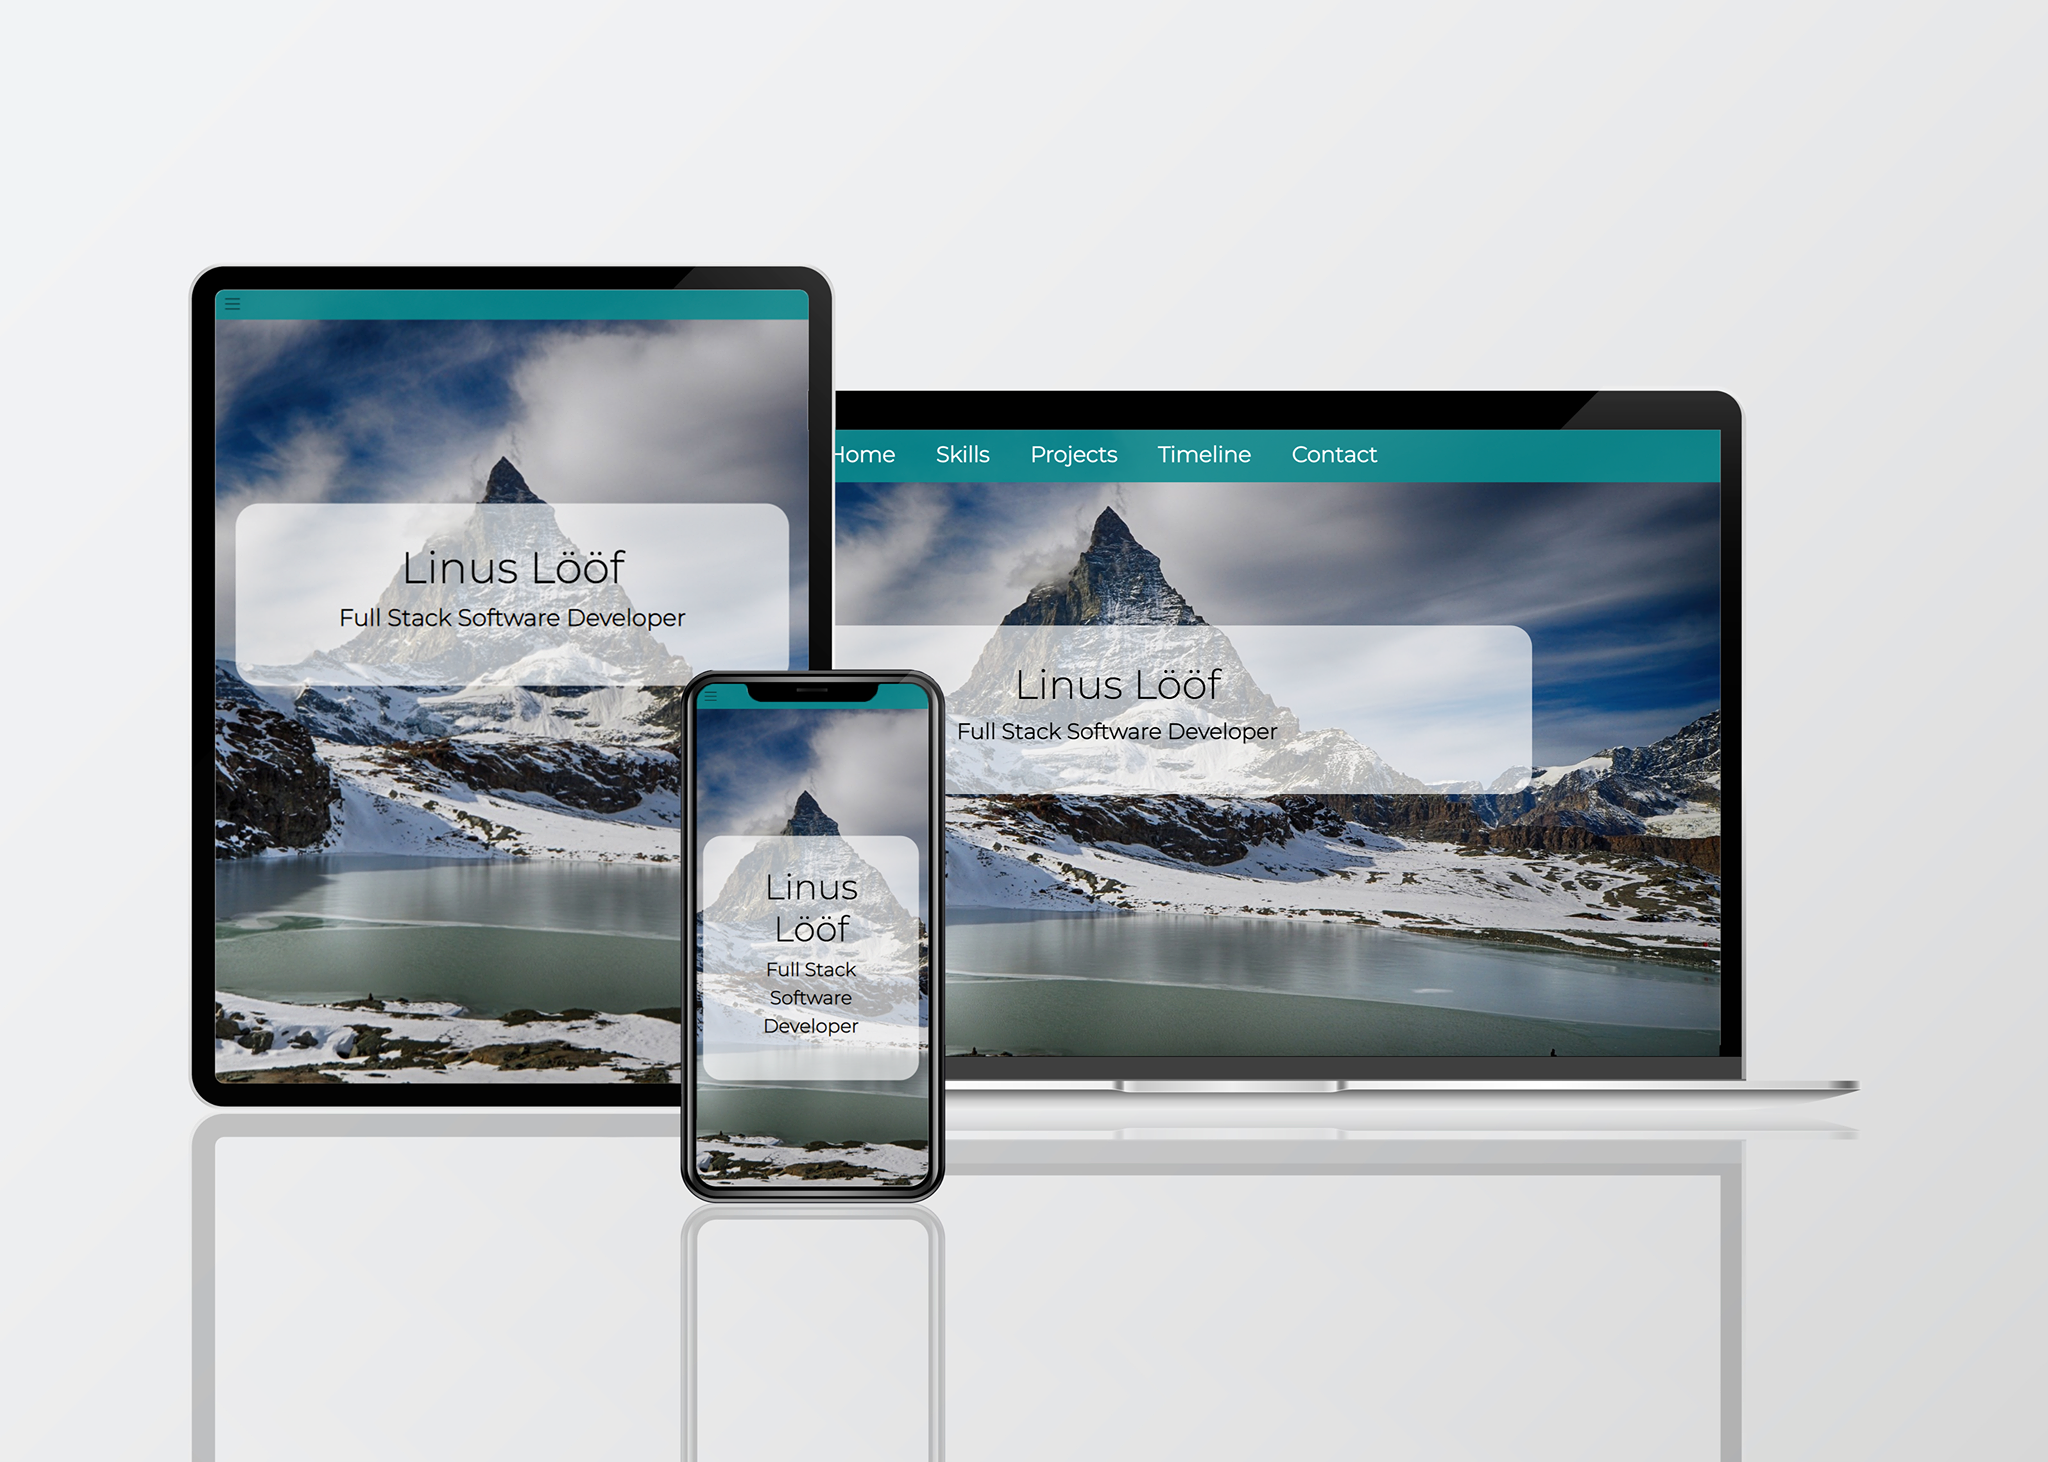 Linus Lööf
Full Stack Software Developer
Home Skills Projects Timeline Contact
Linus Lööf
Full Stack Software Developer
Linus
Lööf
Full Stack
Software
Developer